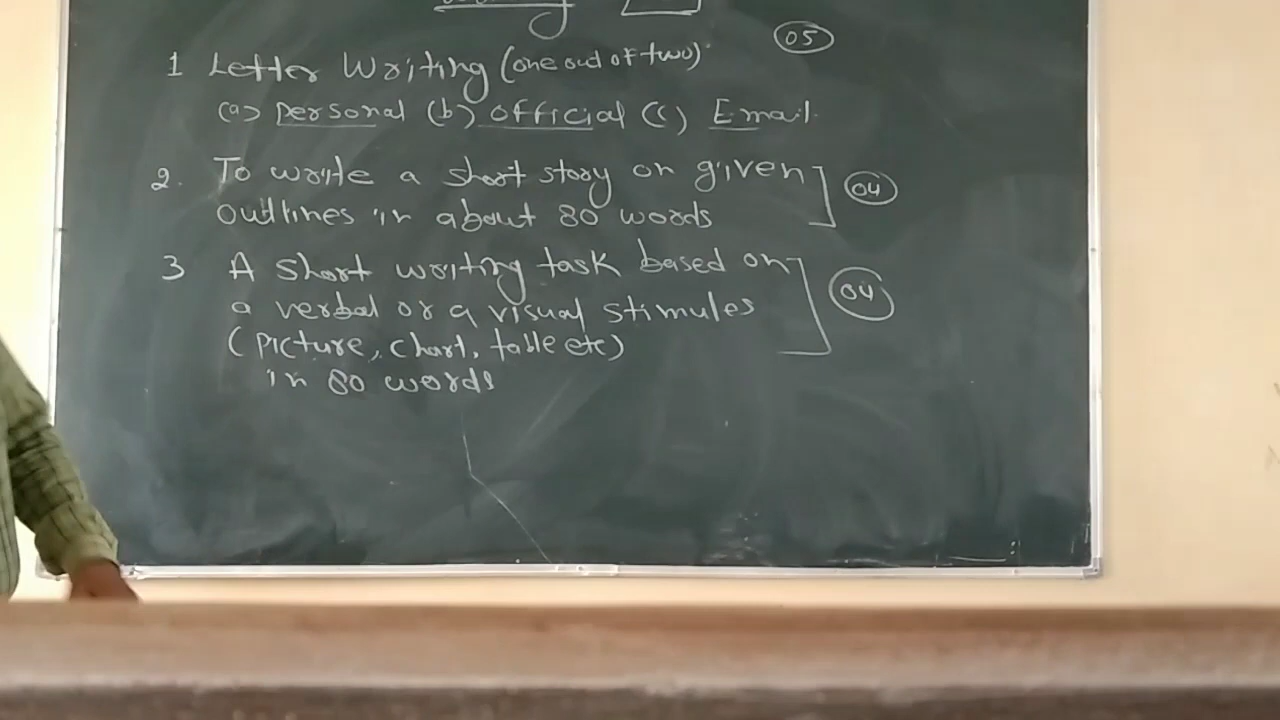 1 Letter Writing (one out of two) 05
(a) Personal (b) Official (c) Email
2. To write a short story on given
outlines in about 80 words 04
3 A short writing task based on
a verbal or a visual stimules 04
(Picture, chart, table etc)
in 80 words